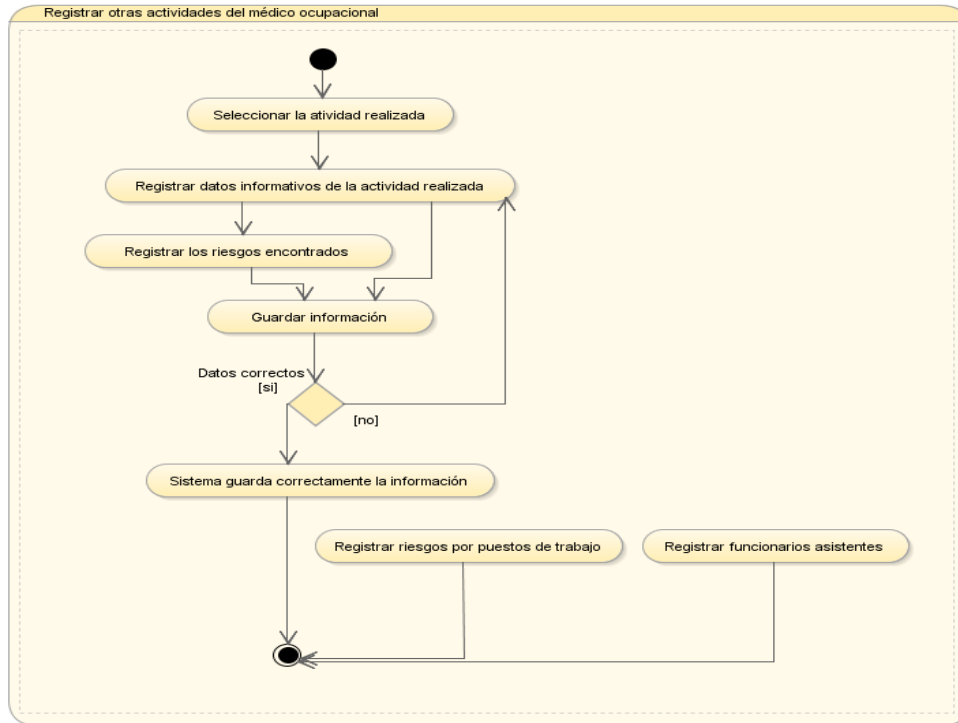 Registrar otras actividades del médico ocupacional
Seleccionar la atividad realizada
Registrar datos informativos de la actividad realizada
Registrar los riesgos encontrados
Guardar información
Datos correctos
[si]
[no]
Sistema guarda correctamente la información
Registrar riesgos por puestos de trabajo
Registrar funcionarios asistentes